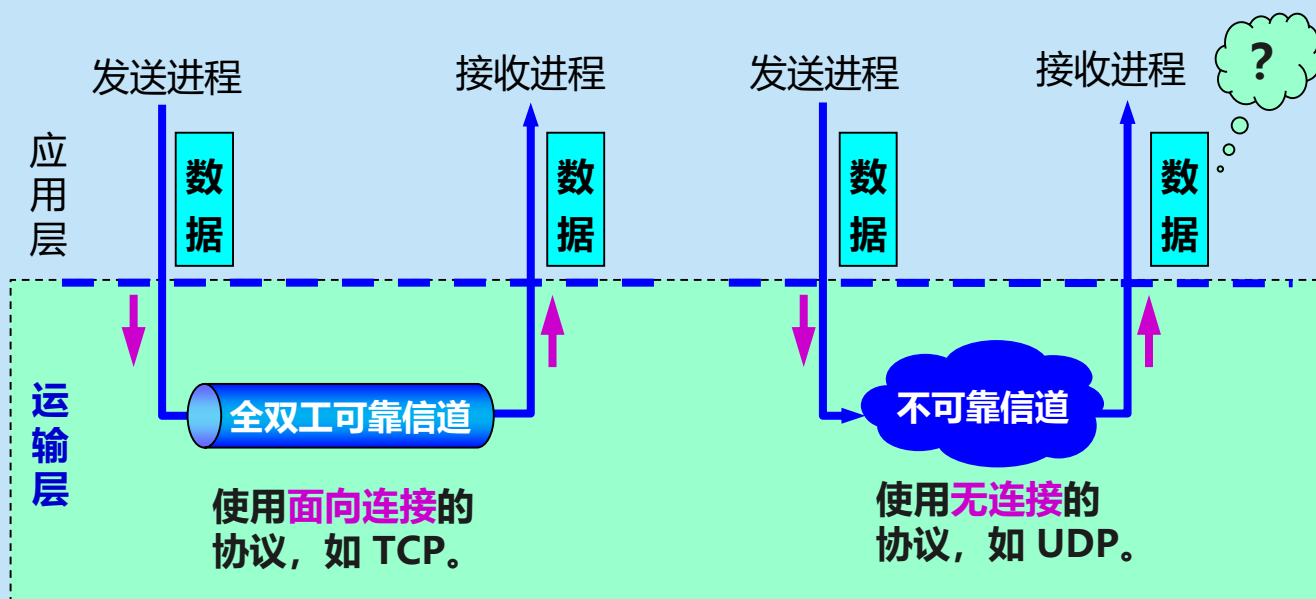 发送进程
接收进程
发送进程
接收进程
?
应用层
数据
数据
数据
数据
运输层
全双工可靠信道
不可靠信道
使用面向连接的
协议，如 TCP。
使用无连接的
协议，如 UDP。